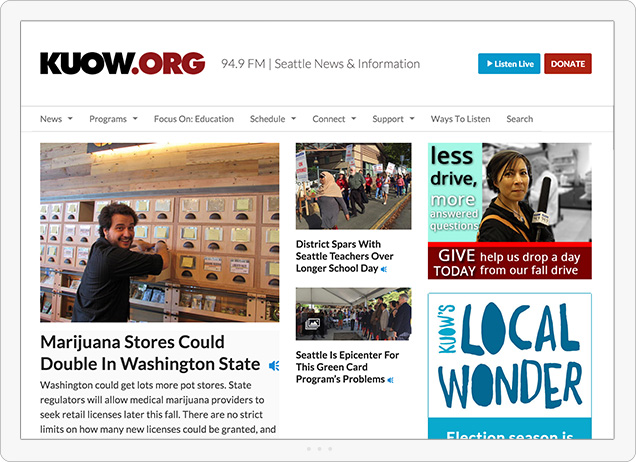 KUOW.ORG
94.9 FM | Seattle News & Information
Listen Live
DONATE
News
Programs
Focus On: Education
Schedule
Connect
Support
Ways To Listen
Search
Marijuana Stores Could
Double In Washington State
Washington could get lots more pot stores. State
regulators will allow medical marijuana providers to
seek retail licenses later this fall. There are no strict
limits on how many new licenses could be granted, and
District Spars With
Seattle Teachers Over
Longer School Day
Seattle Is Epicenter For
This Green Card
Program's Problems
less
drive,
more
answered
questions
GIVE
TODAY
help us drop a day
from our fall drive
KUOW'S
LOCAL
WONDER
Election season is